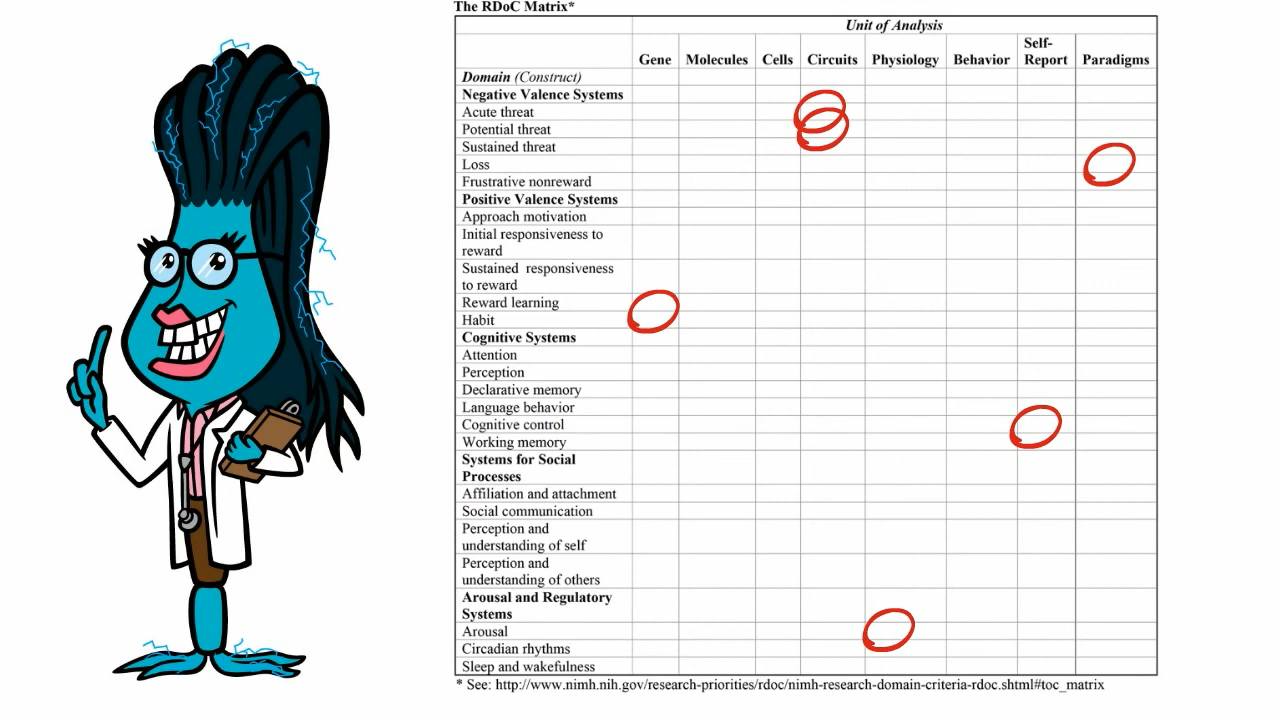 The RDoC Matrix*
Unit of Analysis
Gene Molecules Cells Circuits Physiology Behavior Self-Report Paradigms
Domain (Construct)
Negative Valence Systems
Acute threat
Potential threat
Sustained threat
Loss
Frustrative nonreward
Positive Valence Systems
Approach motivation
Initial responsiveness to
reward
Sustained responsiveness
to reward
Reward learning
Habit
Cognitive Systems
Attention
Perception
Declarative memory
Language behavior
Cognitive control
Working memory
Systems for Social
Processes
Affiliation and attachment
Social communication
Perception and
understanding of self
Perception and
understanding of others
Arousal and Regulatory
Systems
Arousal
Circadian rhythms
Sleep and wakefulness
* See: http://www.nimh.nih.gov/research-priorities/rdoc/nimh-research-domain-criteria-rdoc.shtml#toc_matrix